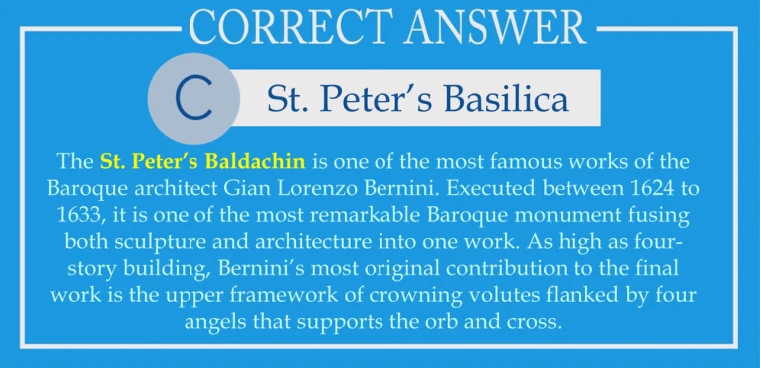 CORRECT ANSWER
C St. Peter’s Basilica
The St. Peter’s Baldachin is one of the most famous works of the
Baroque architect Gian Lorenzo Bernini. Executed between 1624 to
1633, it is one of the most remarkable Baroque monument fusing
both sculpture and architecture into one work. As high as four-
story building, Bernini’s most original contribution to the final
work is the upper framework of crowning volutes flanked by four
angels that supports the orb and cross.